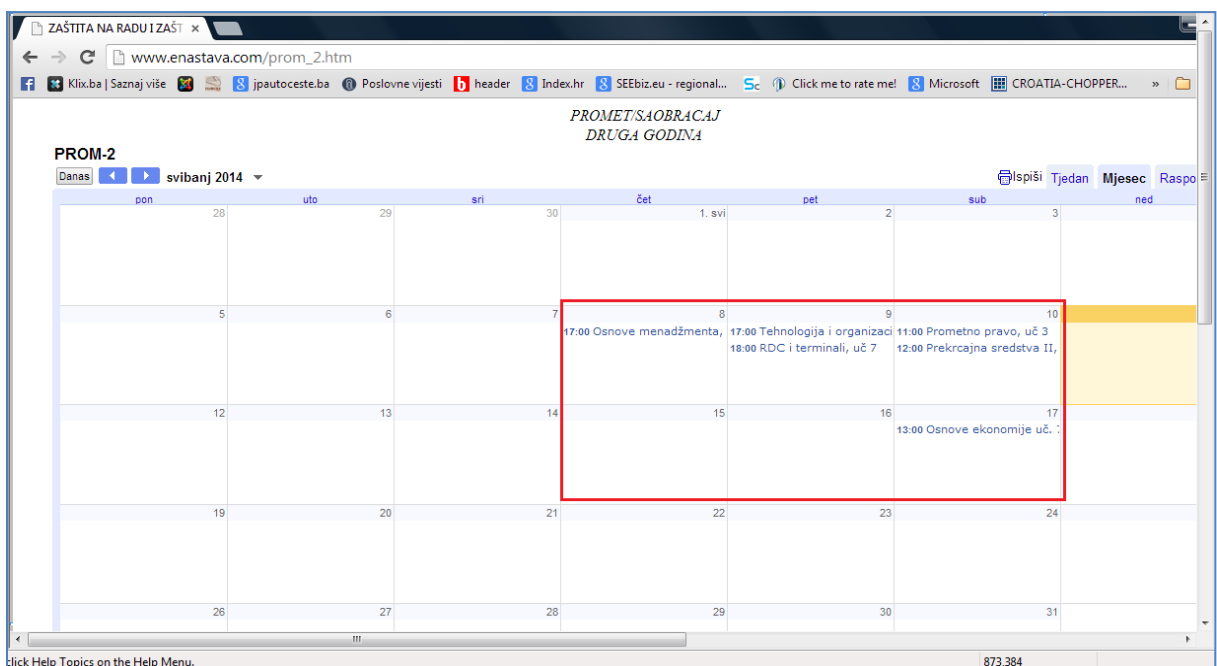 ZAŠTITA NA RADU I ZAŠT
www.enastava.com/prom_2.htm
Klix.ba | Saznaj više jpautoceste.ba Poslovne vijesti header Index.hr SEEbiz.eu - regional... Click me to rate me! Microsoft CROATIA-CHOPPER... »
PROMET/SAOBRACAJ
DRUGA GODINA
PROM-2
Danas svibanj 2014 Ispiši Tjedan Mjesec Raspo
pon uto sri čet pet sub ned
28 29 30 1. svi 2 3
5 6 7 8 9 10
17:00 Osnove menadžmenta, 17:00 Tehnologija i organizaci 11:00 Prometno pravo, uč 3
18:00 RDC i terminali, uč 7 12:00 Prekrcajna sredstva II,
12 13 14 15 16 17
13:00 Osnove ekonomije uč.
19 20 21 22 23 24
26 27 28 29 30 31
click Help Topics on the Help Menu. 873,384